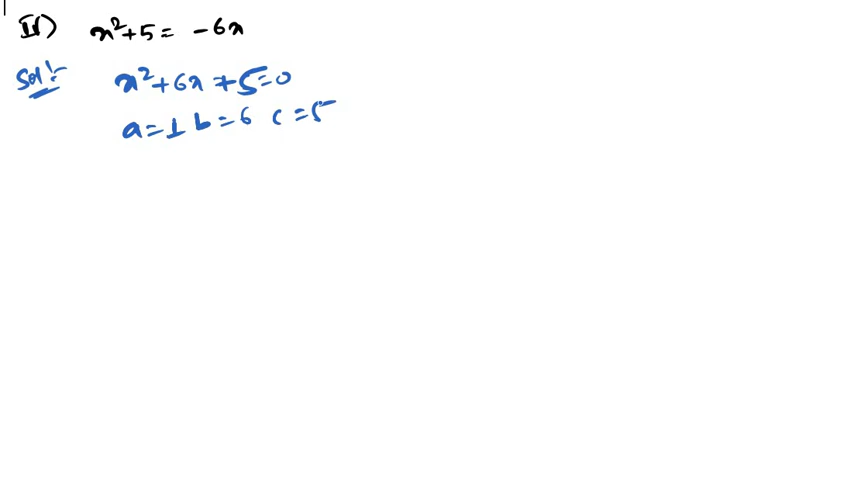 II) x²+5 = -6x
Sol:- x²+6x+5=0
a=1 b=6 c=5